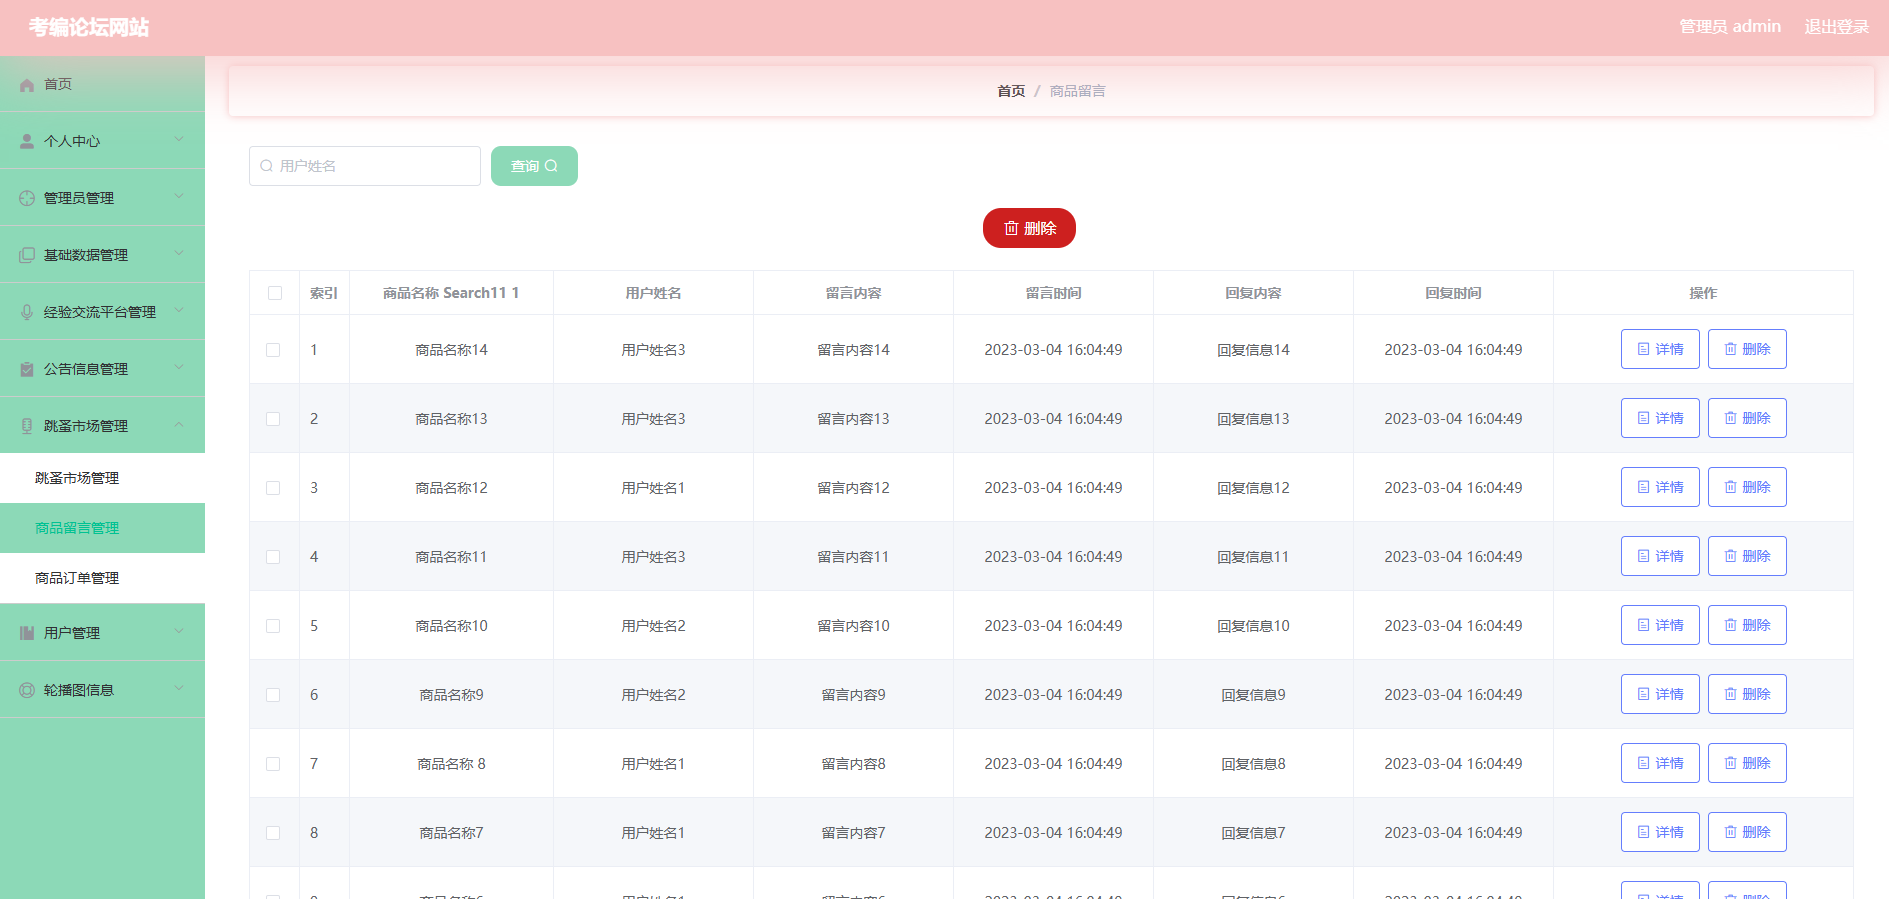 考编论坛网站
管理员 admin 退出登录
首页
个人中心
管理员管理
基础数据管理
经验交流平台管理
公告信息管理
跳蚤市场管理
跳蚤市场管理
商品留言管理
商品订单管理
用户管理
轮播图信息
首页 / 商品留言
用户姓名 查询
删除
索引 商品名称 Search11 1 用户姓名 留言内容 留言时间 回复内容 回复时间 操作
1 商品名称14 用户姓名3 留言内容14 2023-03-04 16:04:49 回复信息14 2023-03-04 16:04:49 详情 删除
2 商品名称13 用户姓名3 留言内容13 2023-03-04 16:04:49 回复信息13 2023-03-04 16:04:49 详情 删除
3 商品名称12 用户姓名1 留言内容12 2023-03-04 16:04:49 回复信息12 2023-03-04 16:04:49 详情 删除
4 商品名称11 用户姓名3 留言内容11 2023-03-04 16:04:49 回复信息11 2023-03-04 16:04:49 详情 删除
5 商品名称10 用户姓名2 留言内容10 2023-03-04 16:04:49 回复信息10 2023-03-04 16:04:49 详情 删除
6 商品名称9 用户姓名2 留言内容9 2023-03-04 16:04:49 回复信息9 2023-03-04 16:04:49 详情 删除
7 商品名称 8 用户姓名1 留言内容8 2023-03-04 16:04:49 回复信息8 2023-03-04 16:04:49 详情 删除
8 商品名称7 用户姓名1 留言内容7 2023-03-04 16:04:49 回复信息7 2023-03-04 16:04:49 详情 删除